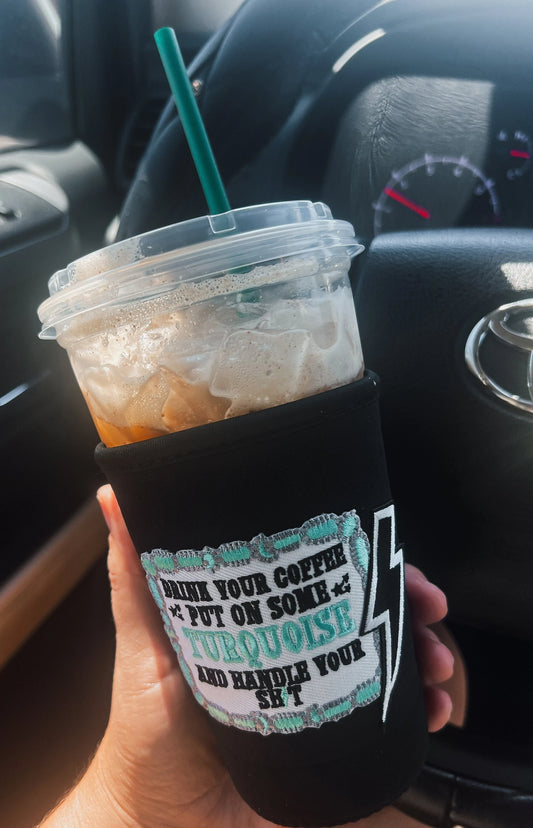 DRINK YOUR COFFEE
PUT ON SOME
TURQUOISE
AND HANDLE YOUR
SH⚡T